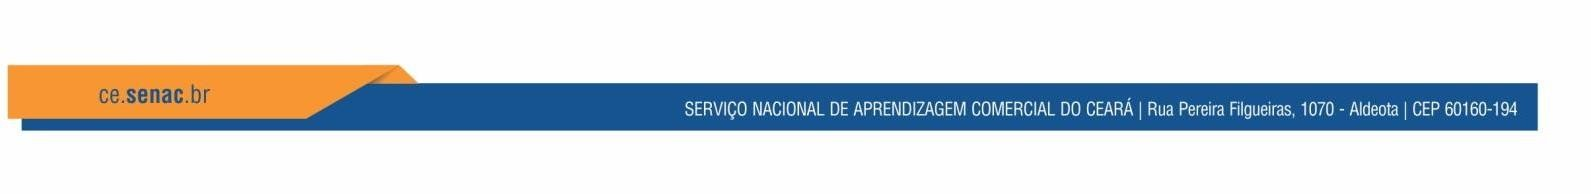 ce.senac.br
SERVIÇO NACIONAL DE APRENDIZAGEM COMERCIAL DO CEARÁ | Rua Pereira Filgueiras, 1070 - Aldeota | CEP 60160-194